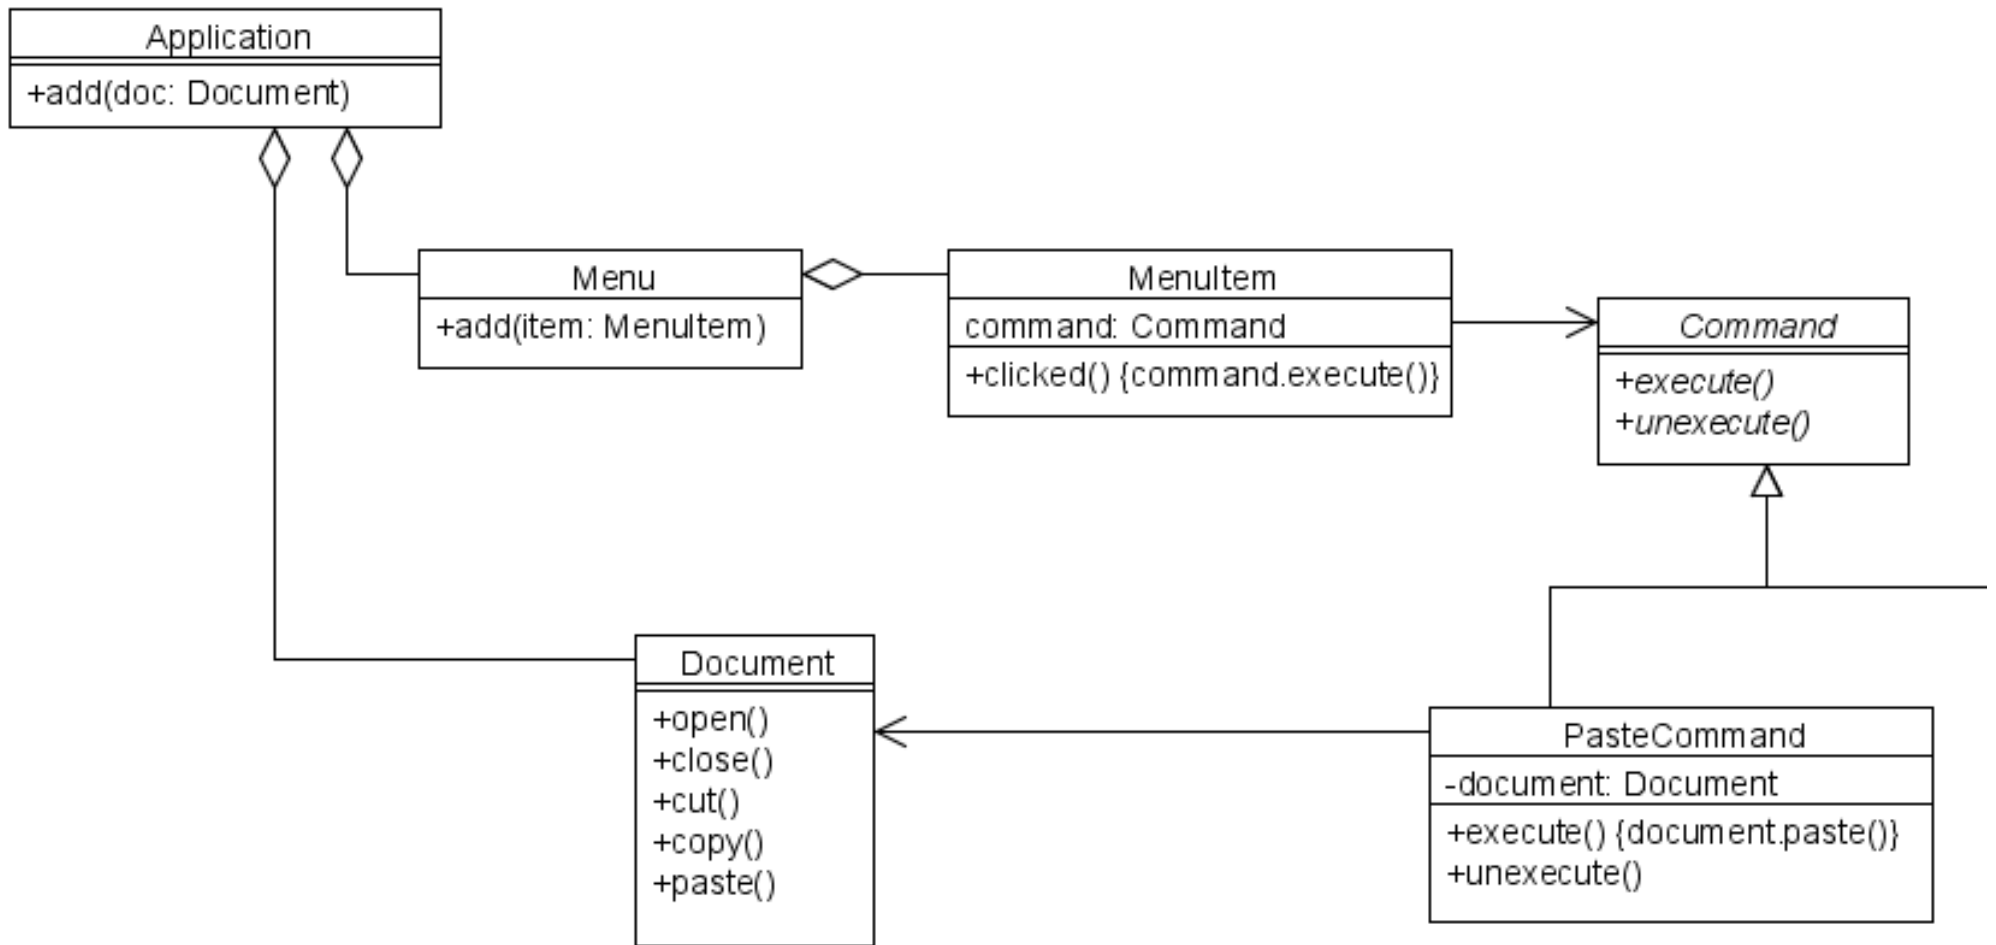 Application
+add(doc: Document)
Menu
+add(item: MenuItem)
MenuItem
command: Command
+clicked() {command.execute()}
Command
+execute()
+unexecute()
Document
+open()
+close()
+cut()
+copy()
+paste()
PasteCommand
-document: Document
+execute() {document.paste()}
+unexecute()